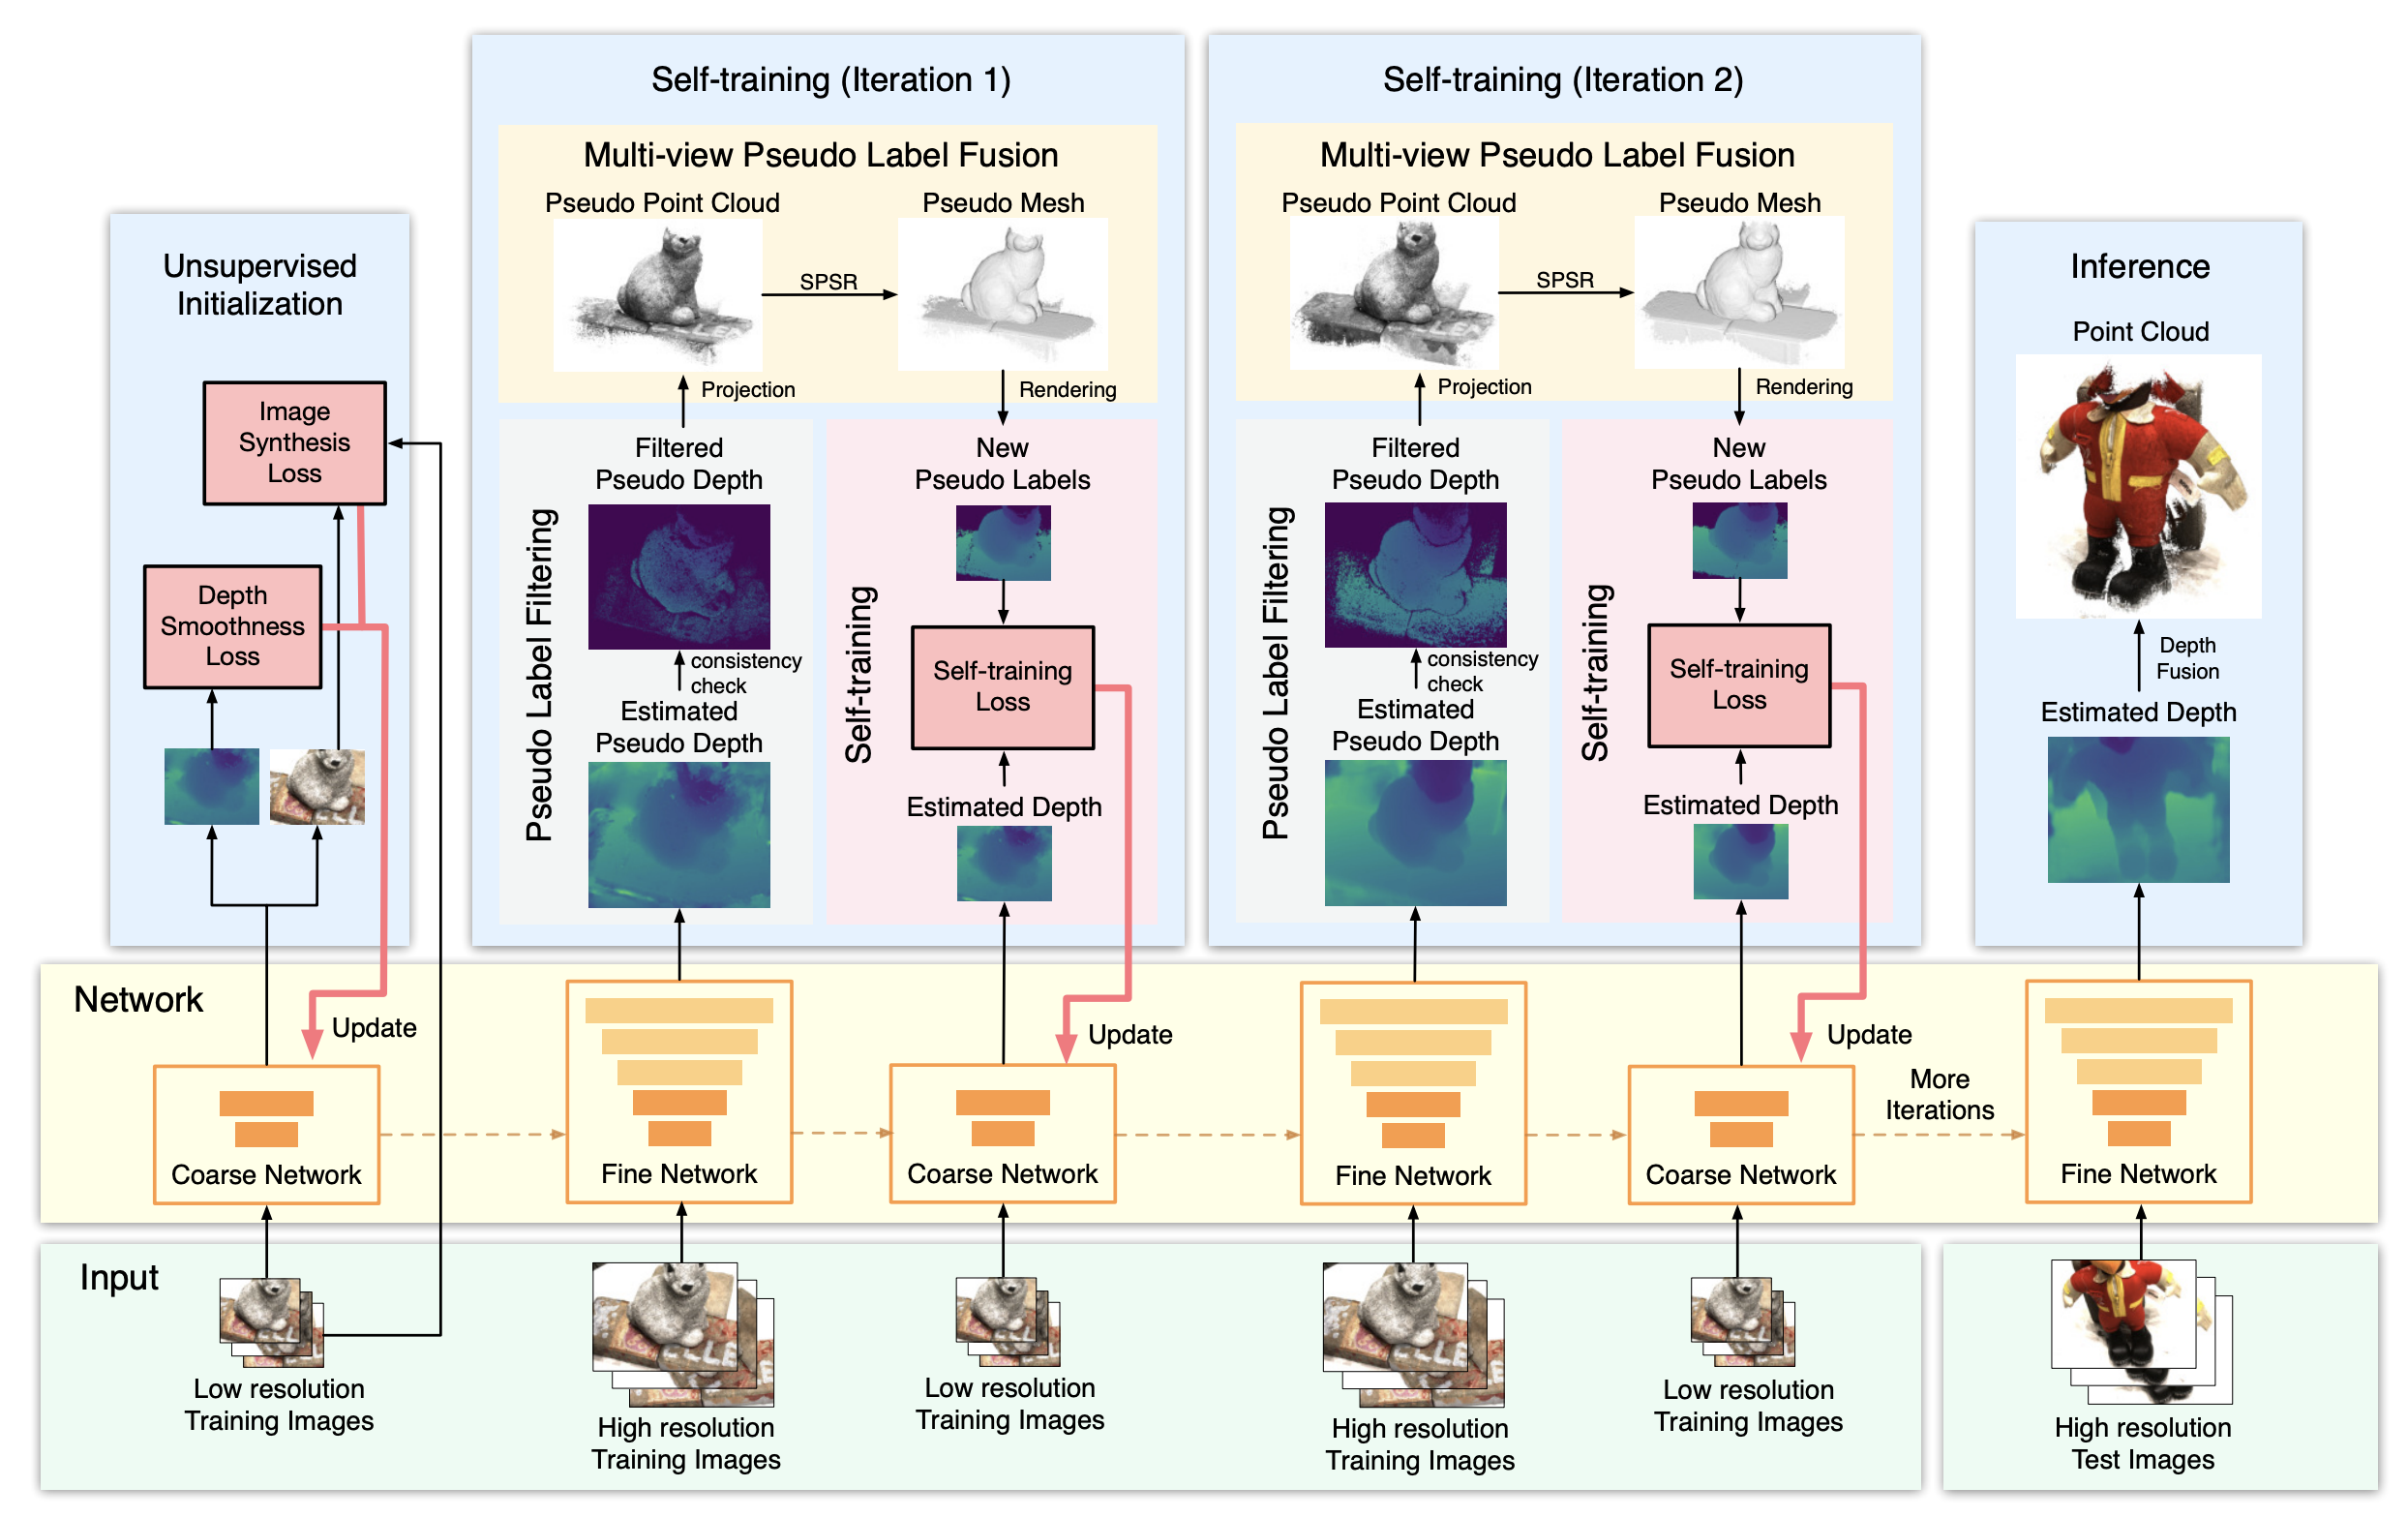 Unsupervised
Initialization
Image
Synthesis
Loss
Depth
Smoothness
Loss
Self-training (Iteration 1)
Multi-view Pseudo Label Fusion
Pseudo Point Cloud
Pseudo Mesh
SPSR
Projection
Rendering
Pseudo Label Filtering
Filtered
Pseudo Depth
consistency
check
Estimated
Pseudo Depth
Self-training
New
Pseudo Labels
Self-training
Loss
Estimated Depth
Self-training (Iteration 2)
Multi-view Pseudo Label Fusion
Pseudo Point Cloud
Pseudo Mesh
SPSR
Projection
Rendering
Pseudo Label Filtering
Filtered
Pseudo Depth
consistency
check
Estimated
Pseudo Depth
Self-training
New
Pseudo Labels
Self-training
Loss
Estimated Depth
Inference
Point Cloud
Depth
Fusion
Estimated Depth
Network
Update
Coarse Network
Fine Network
Update
Coarse Network
Fine Network
Update
Coarse Network
More
Iterations
Fine Network
Input
Low resolution
Training Images
High resolution
Training Images
Low resolution
Training Images
High resolution
Training Images
Low resolution
Training Images
High resolution
Test Images